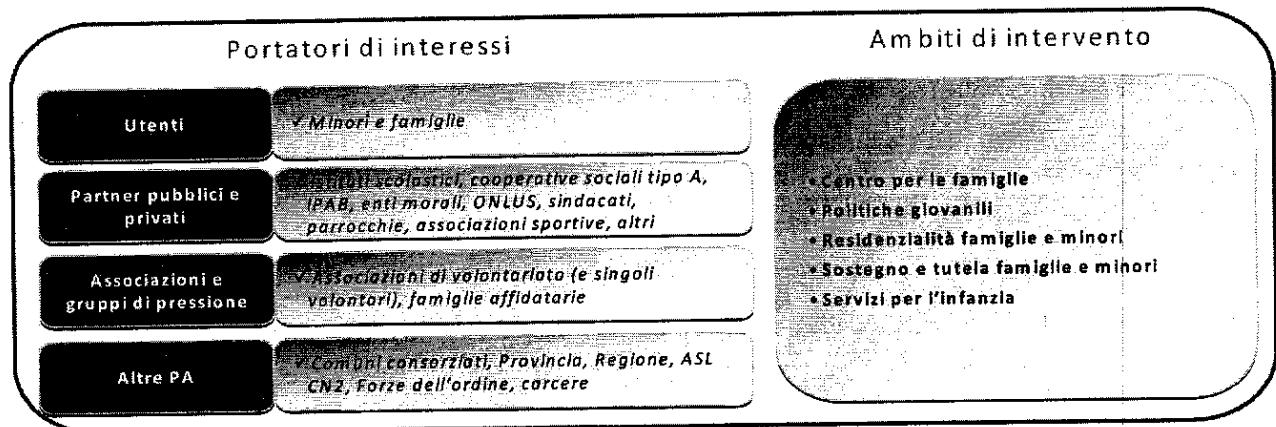 Portatori di interessi
Utenti
✓ Minori e famiglie
Partner pubblici e
privati
scolastici, cooperative sociali tipo A,
IPAB, enti morali, ONLUS, sindacati,
parrocchie, associazioni sportive, altri
Associazioni e
gruppi di pressione
✓ Associazioni di volontariato (e singoli
volontari), famiglie affidatarie
Altre PA
✓ Comuni consorziati, Provincia, Regione, ASL
CN2, Forze dell'ordine, carcere
Ambiti di intervento
• Centro per le famiglie
• Politiche giovanili
• Residenzialità famiglie e minori
• Sostegno e tutela famiglie e minori
• Servizi per l'infanzia